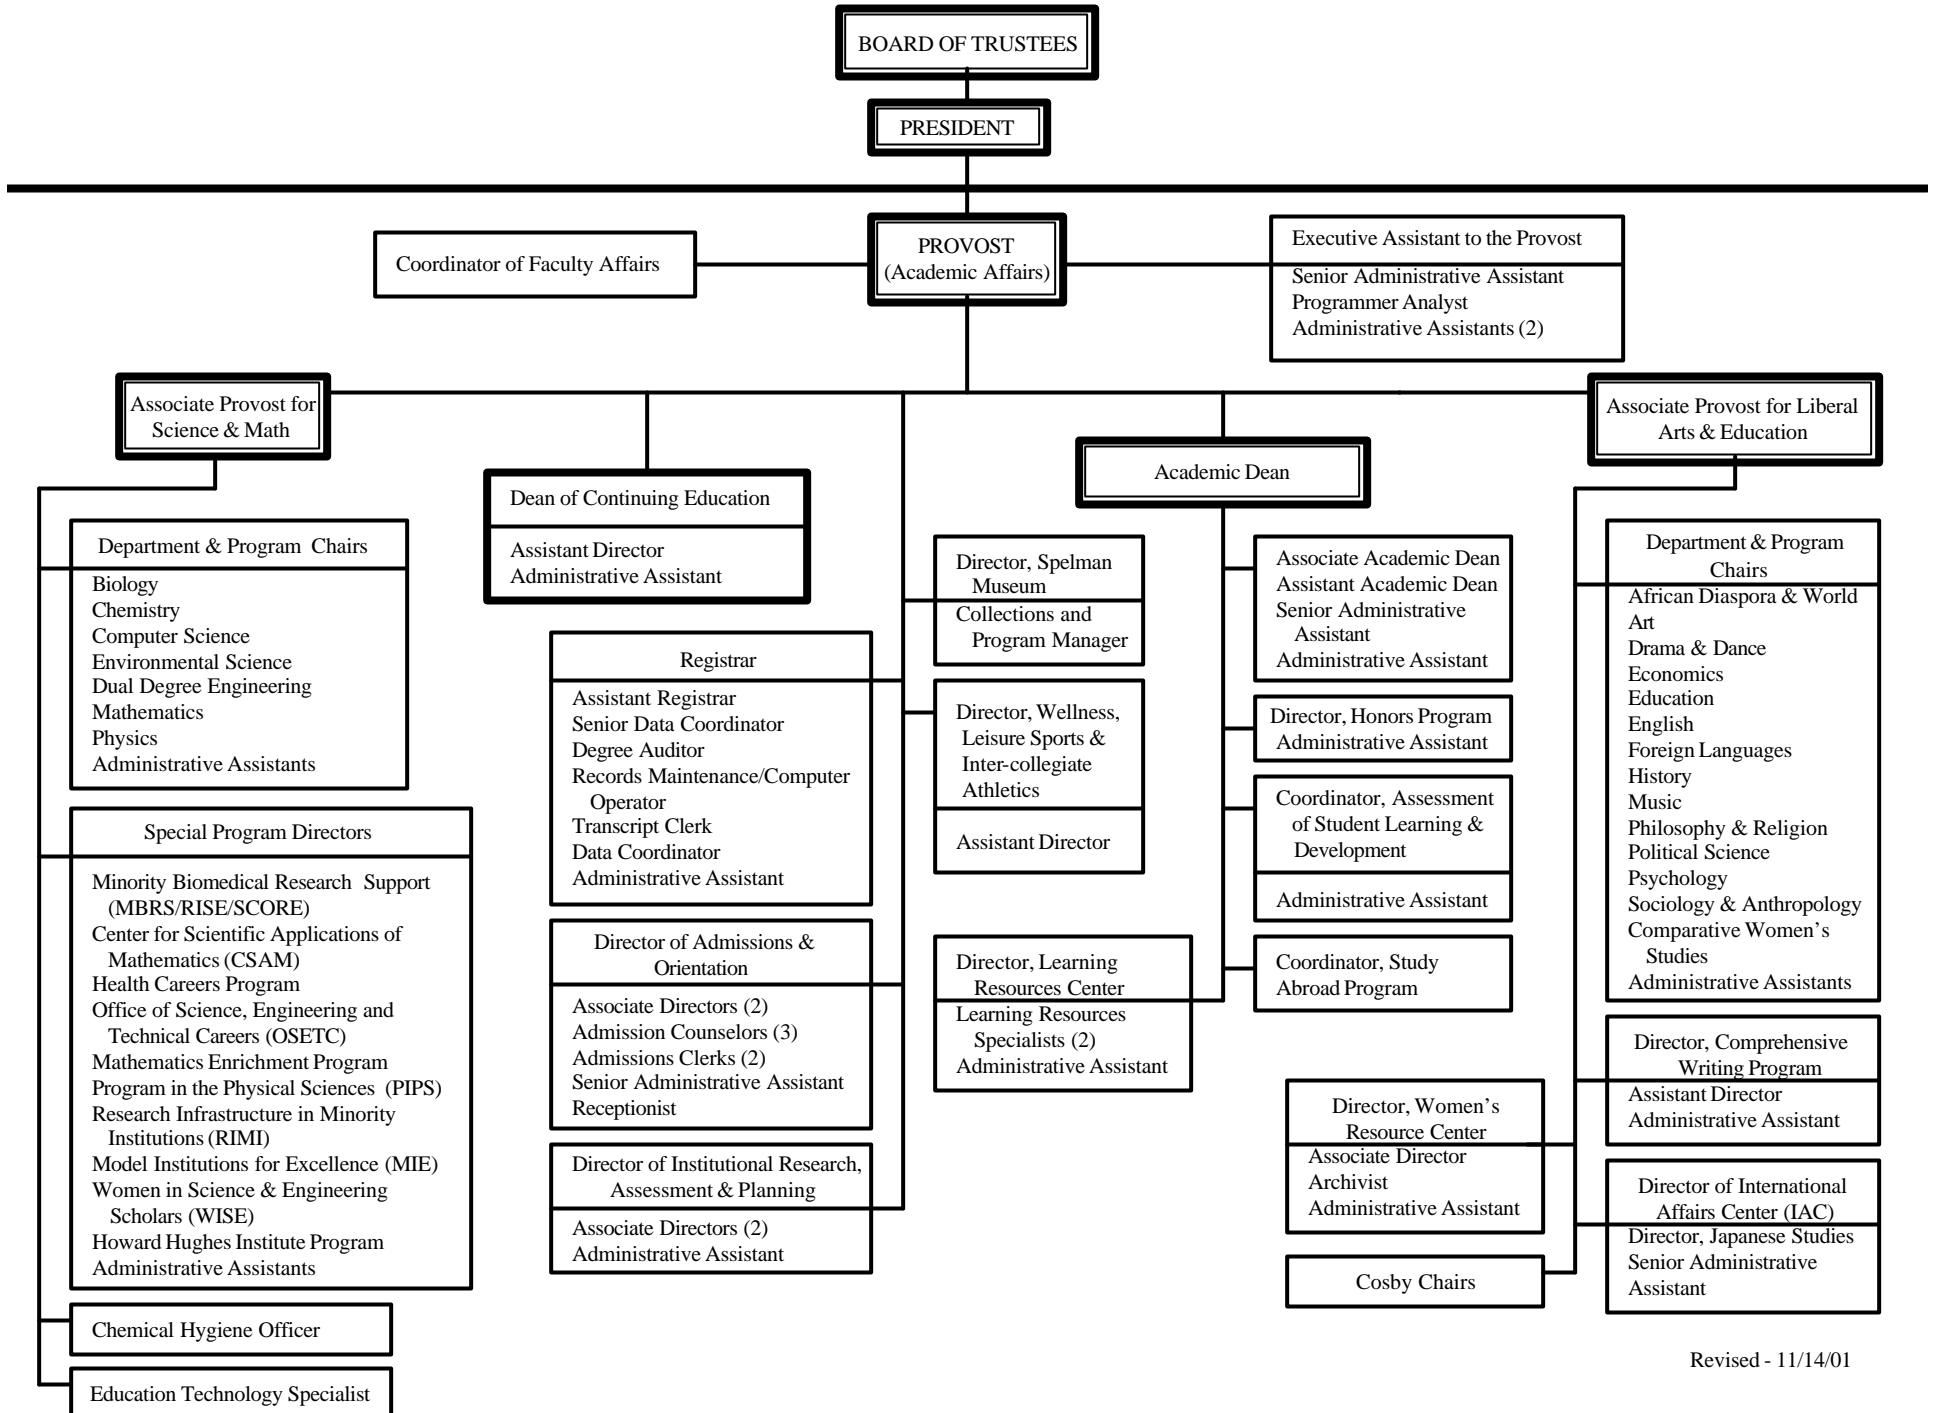 BOARD OF TRUSTEES
PRESIDENT
PROVOST
(Academic Affairs)
Coordinator of Faculty Affairs
Executive Assistant to the Provost
Senior Administrative Assistant
Programmer Analyst
Administrative Assistants (2)
Associate Provost for
Science & Math
Department & Program Chairs
Biology
Chemistry
Computer Science
Environmental Science
Dual Degree Engineering
Mathematics
Physics
Administrative Assistants
Special Program Directors
Minority Biomedical Research Support
(MBRS/RISE/SCORE)
Center for Scientific Applications of
Mathematics (CSAM)
Health Careers Program
Office of Science, Engineering and
Technical Careers (OSETC)
Mathematics Enrichment Program
Program in the Physical Sciences (PIPS)
Research Infrastructure in Minority
Institutions (RIMI)
Model Institutions for Excellence (MIE)
Women in Science & Engineering
Scholars (WISE)
Howard Hughes Institute Program
Administrative Assistants
Chemical Hygiene Officer
Education Technology Specialist
Dean of Continuing Education
Assistant Director
Administrative Assistant
Registrar
Assistant Registrar
Senior Data Coordinator
Degree Auditor
Records Maintenance/Computer
Operator
Transcript Clerk
Data Coordinator
Administrative Assistant
Director of Admissions &
Orientation
Associate Directors (2)
Admission Counselors (3)
Admissions Clerks (2)
Senior Administrative Assistant
Receptionist
Director of Institutional Research,
Assessment & Planning
Associate Directors (2)
Administrative Assistant
Director, Spelman
Museum
Collections and
Program Manager
Director, Wellness,
Leisure Sports &
Inter-collegiate
Athletics
Assistant Director
Academic Dean
Associate Academic Dean
Assistant Academic Dean
Senior Administrative
Assistant
Administrative Assistant
Director, Honors Program
Administrative Assistant
Coordinator, Assessment
of Student Learning &
Development
Administrative Assistant
Coordinator, Study
Abroad Program
Director, Learning
Resources Center
Learning Resources
Specialists (2)
Administrative Assistant
Associate Provost for Liberal
Arts & Education
Department & Program
Chairs
African Diaspora & World
Art
Drama & Dance
Economics
Education
English
Foreign Languages
History
Music
Philosophy & Religion
Political Science
Psychology
Sociology & Anthropology
Comparative Women’s
Studies
Administrative Assistants
Director, Comprehensive
Writing Program
Assistant Director
Administrative Assistant
Director, Women’s
Resource Center
Associate Director
Archivist
Administrative Assistant
Director of International
Affairs Center (IAC)
Director, Japanese Studies
Senior Administrative
Assistant
Cosby Chairs
Revised - 11/14/01